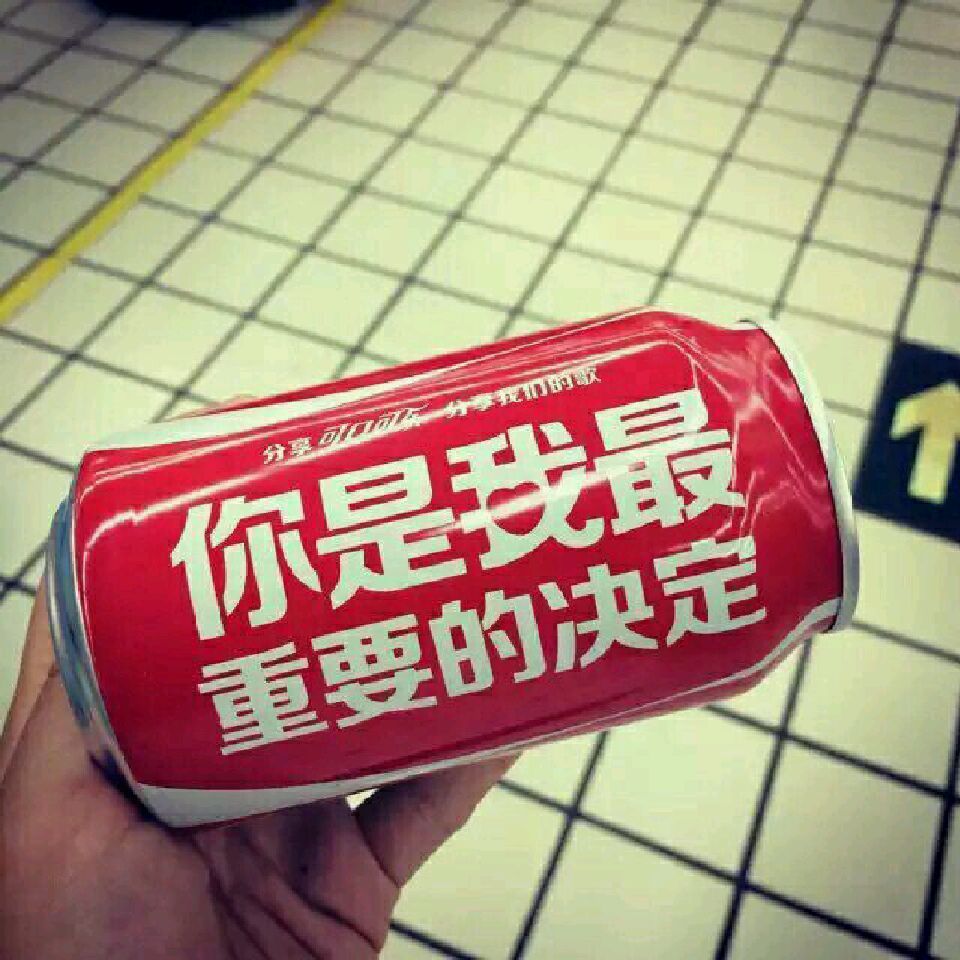 分享 可口可乐 分享我们的歌
你是我最
重要的决定